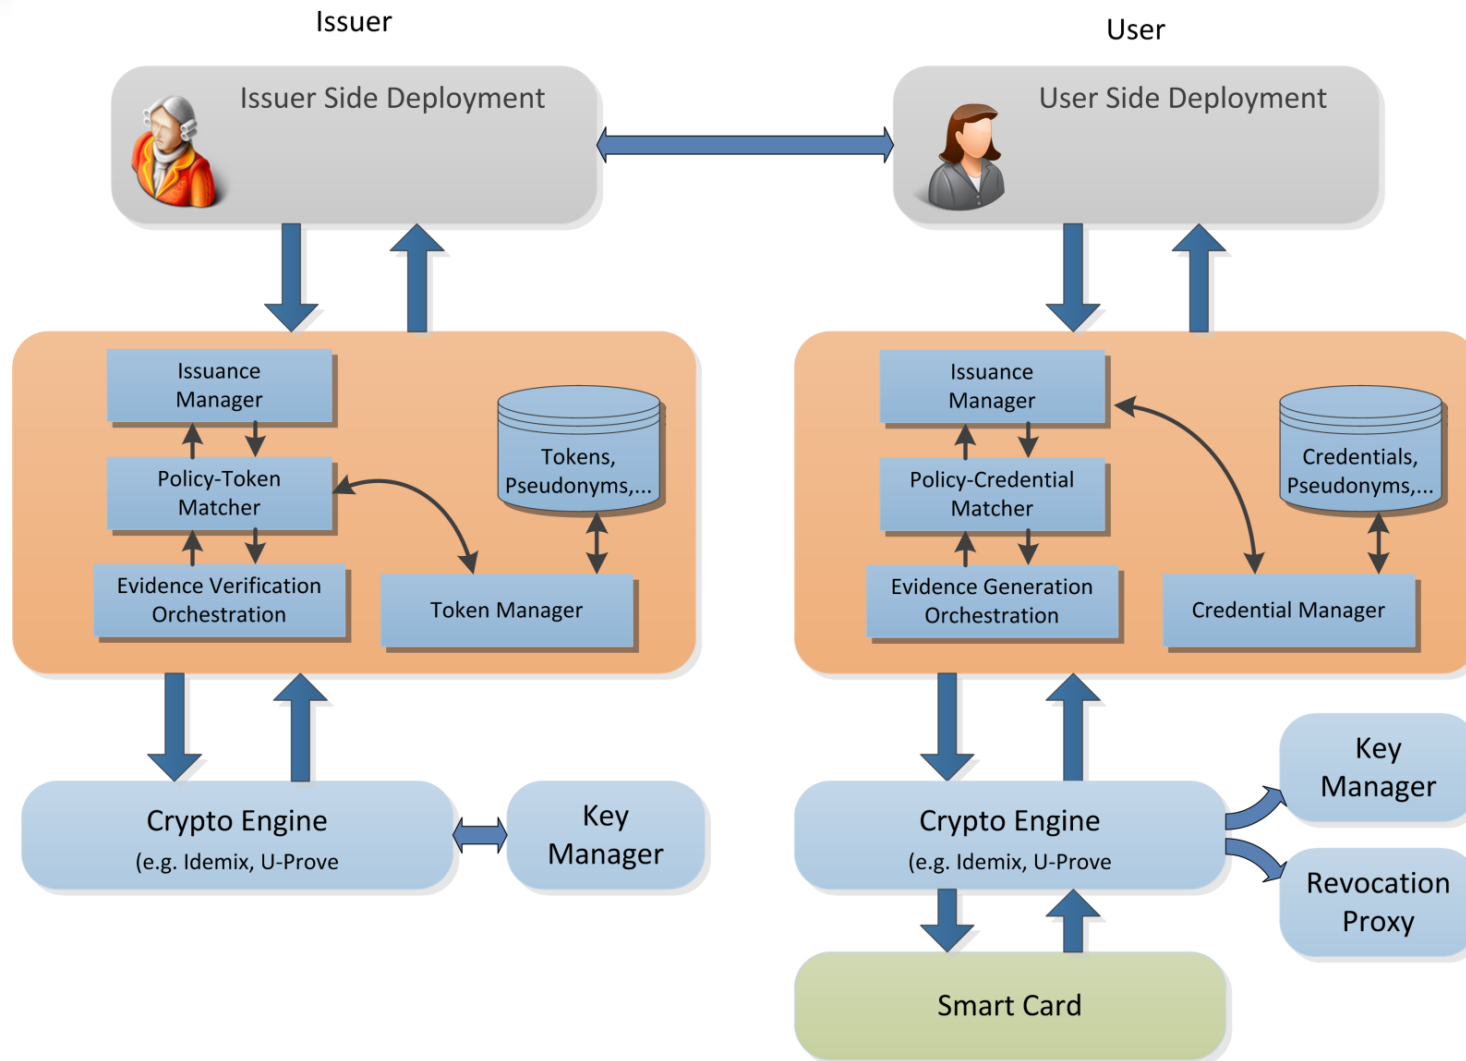 Issuer
Issuer Side Deployment
Issuance
Manager
Policy-Token
Matcher
Evidence Verification
Orchestration
Tokens,
Pseudonyms,...
Token Manager
Crypto Engine
(e.g. Idemix, U-Prove
Key
Manager
User
User Side Deployment
Issuance
Manager
Policy-Credential
Matcher
Evidence Generation
Orchestration
Credentials,
Pseudonyms,...
Credential Manager
Crypto Engine
(e.g. Idemix, U-Prove
Key
Manager
Revocation
Proxy
Smart Card